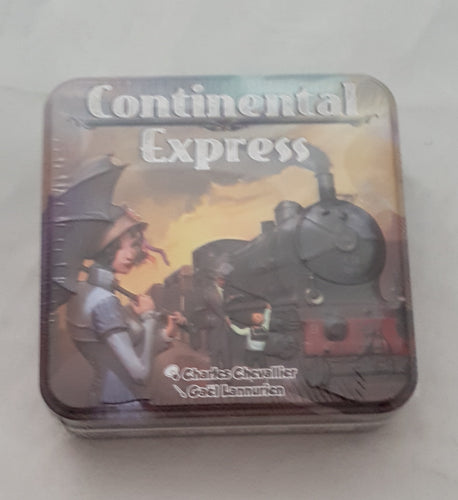 Continental
Express
Charles Chevallier
Gaël Lannurien